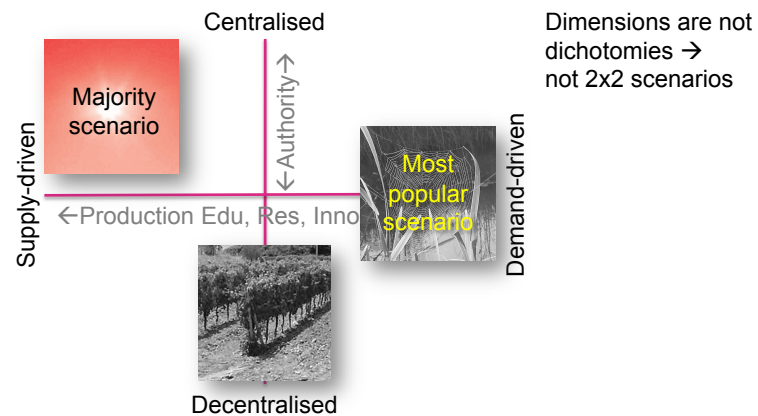 Centralised
Dimensions are not
dichotomies →
not 2x2 scenarios
Majority
scenario
←Authority→
Supply-driven
Most
popular
scenario
Demand-driven
←Production Edu, Res, Inno
Decentralised